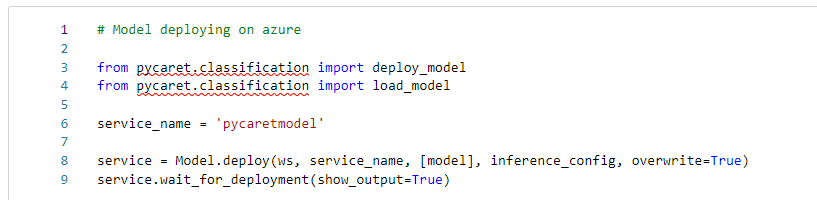 1 # Model deploying on azure
2
3 from pycaret.classification import deploy_model
4 from pycaret.classification import load_model
5
6 service_name = 'pycaretmodel'
7
8 service = Model.deploy(ws, service_name, [model], inference_config, overwrite=True)
9 service.wait_for_deployment(show_output=True)